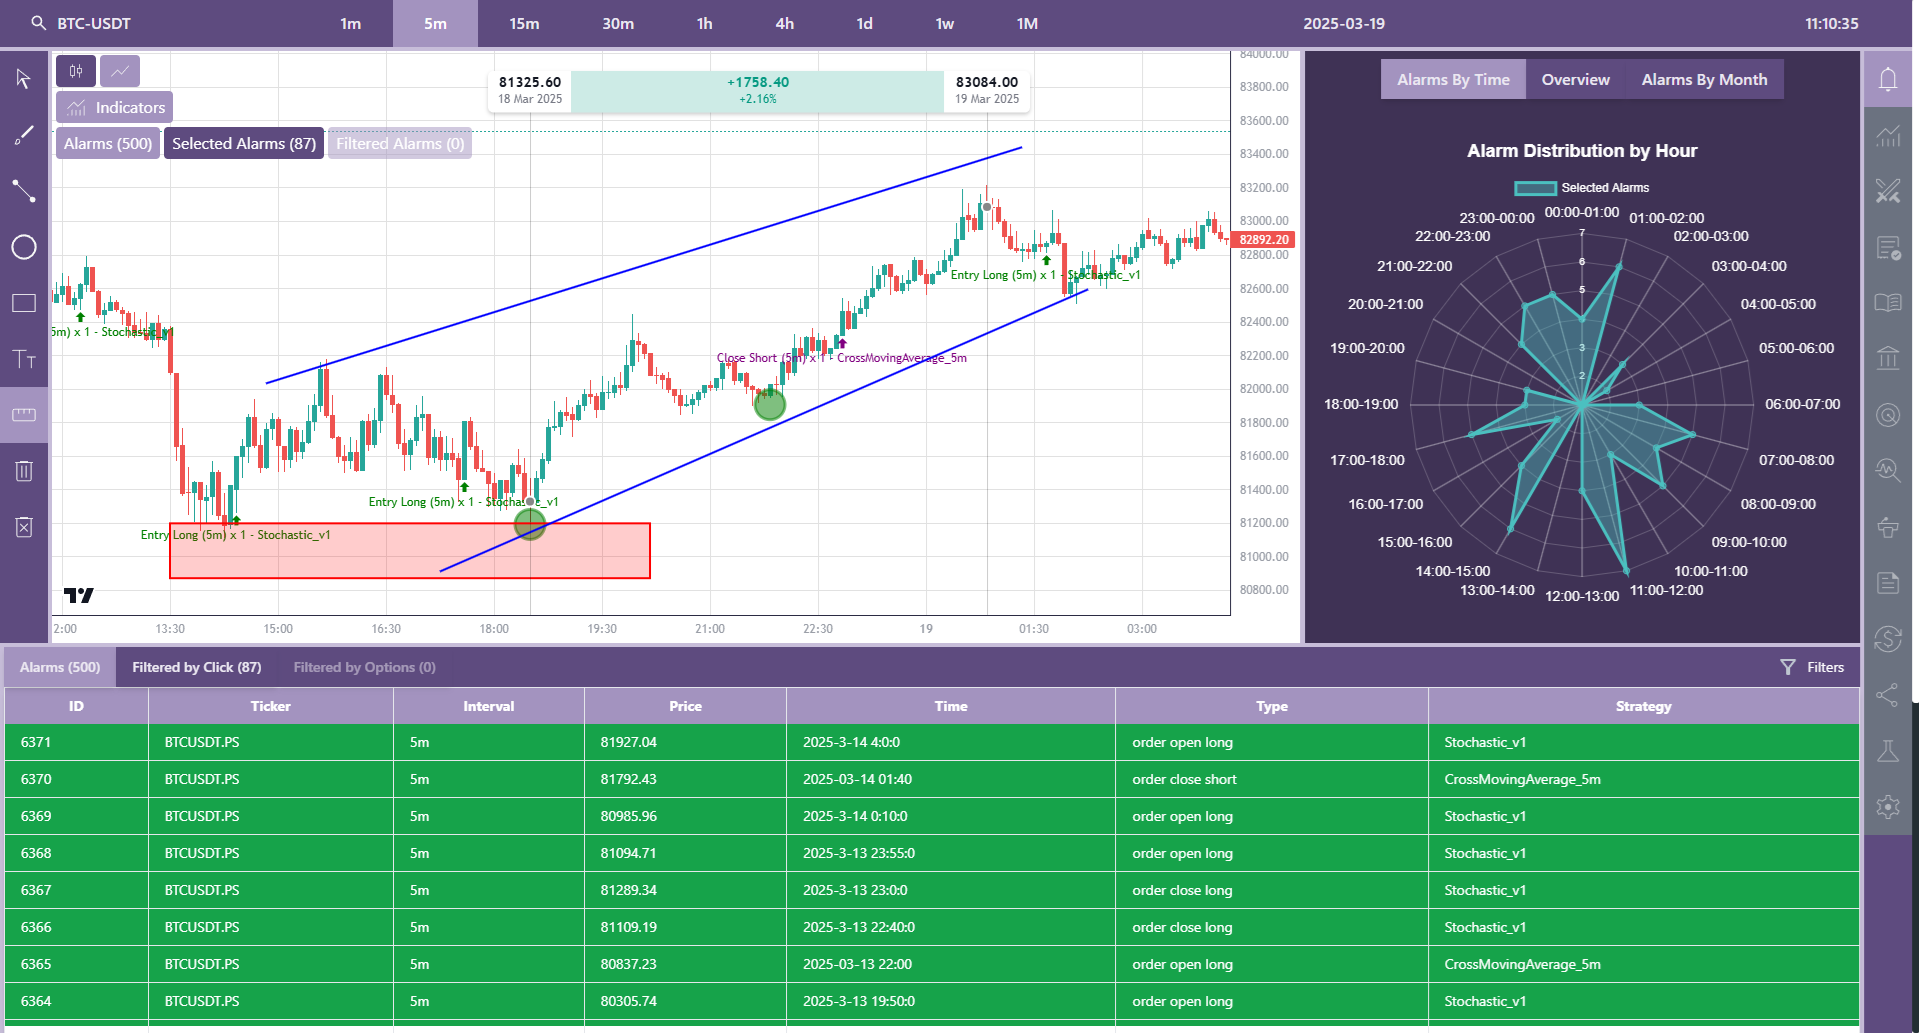 BTC-USDT 1m 5m 15m 30m 1h 4h 1d 1w 1M 2025-03-19 11:10:35
Indicators
Alarms (500) Selected Alarms (87) Filtered Alarms (0)
81325.60 +1758.40 83084.00
18 Mar 2025 +2.16% 19 Mar 2025
84000.00
83800.00
83600.00
83400.00
83200.00
83000.00
82892.20
82800.00
82600.00
82400.00
82200.00
82000.00
81800.00
81600.00
81400.00
81200.00
81000.00
80800.00
Entry Long (5m) x 1 - Stochastic_v1
5m) x 1 - Stochastic_v1
Close Short (5m) x 1 - CrossMovingAverage_5m
Entry Long (5m) x 1 - Stochastic_v1
Entry Long (5m) x 1 - Stochastic_v1
2:00 13:30 15:00 16:30 18:00 19:30 21:00 22:30 19 01:30 03:00
Alarms By Time Overview Alarms By Month
Alarm Distribution by Hour
Selected Alarms
00:00-01:00
01:00-02:00
02:00-03:00
03:00-04:00
04:00-05:00
05:00-06:00
06:00-07:00
07:00-08:00
08:00-09:00
09:00-10:00
10:00-11:00
11:00-12:00
12:00-13:00
13:00-14:00
14:00-15:00
15:00-16:00
16:00-17:00
17:00-18:00
18:00-19:00
19:00-20:00
20:00-21:00
21:00-22:00
22:00-23:00
23:00-00:00
7
6
5
3
2
Alarms (500) Filtered by Click (87) Filtered by Options (0) Filters
ID Ticker Interval Price Time Type Strategy
6371 BTCUSDT.PS 5m 81927.04 2025-3-14 4:0:0 order open long Stochastic_v1
6370 BTCUSDT.PS 5m 81792.43 2025-03-14 01:40 order close short CrossMovingAverage_5m
6369 BTCUSDT.PS 5m 80985.96 2025-3-14 0:10:0 order open long Stochastic_v1
6368 BTCUSDT.PS 5m 81094.71 2025-3-13 23:55:0 order open long Stochastic_v1
6367 BTCUSDT.PS 5m 81289.34 2025-3-13 23:0:0 order close long Stochastic_v1
6366 BTCUSDT.PS 5m 81109.19 2025-3-13 22:40:0 order close long Stochastic_v1
6365 BTCUSDT.PS 5m 80837.23 2025-03-13 22:00 order open long CrossMovingAverage_5m
6364 BTCUSDT.PS 5m 80305.74 2025-3-13 19:50:0 order open long Stochastic_v1